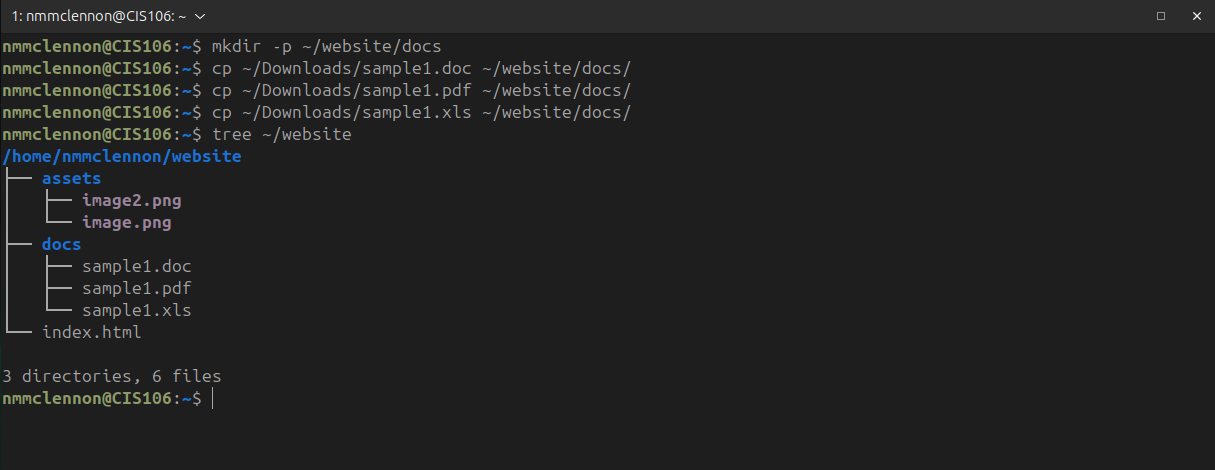 1: nmmclennon@CIS106: ~
nmmclennon@CIS106:~$ mkdir -p ~/website/docs
nmmclennon@CIS106:~$ cp ~/Downloads/sample1.doc ~/website/docs/
nmmclennon@CIS106:~$ cp ~/Downloads/sample1.pdf ~/website/docs/
nmmclennon@CIS106:~$ cp ~/Downloads/sample1.xls ~/website/docs/
nmmclennon@CIS106:~$ tree ~/website
/home/nmmclennon/website
├── assets
│   ├── image2.png
│   └── image.png
├── docs
│   ├── sample1.doc
│   ├── sample1.pdf
│   └── sample1.xls
└── index.html
3 directories, 6 files
nmmclennon@CIS106:~$